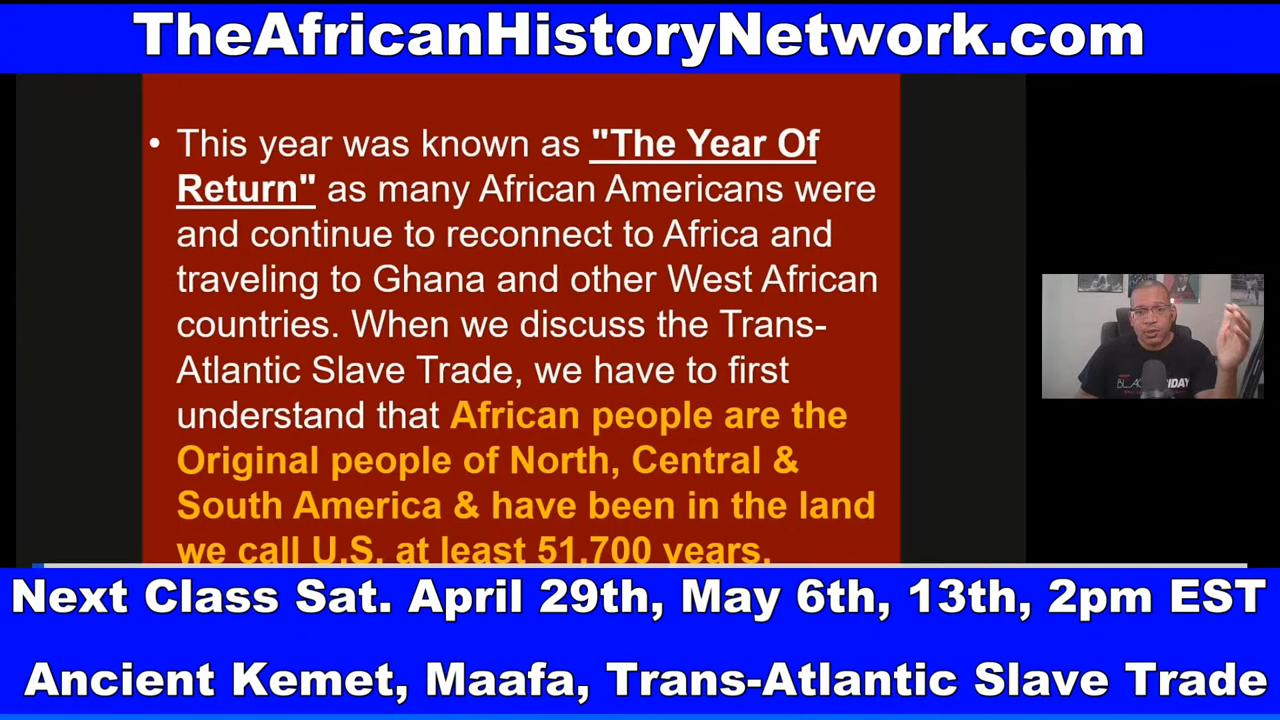 TheAfricanHistoryNetwork.com
• This year was known as "The Year Of
Return" as many African Americans were
and continue to reconnect to Africa and
traveling to Ghana and other West African
countries. When we discuss the Trans-
Atlantic Slave Trade, we have to first
understand that African people are the
Original people of North, Central &
South America & have been in the land
we call U.S. at least 51,700 years.
Next Class Sat. April 29th, May 6th, 13th, 2pm EST
Ancient Kemet, Maafa, Trans-Atlantic Slave Trade